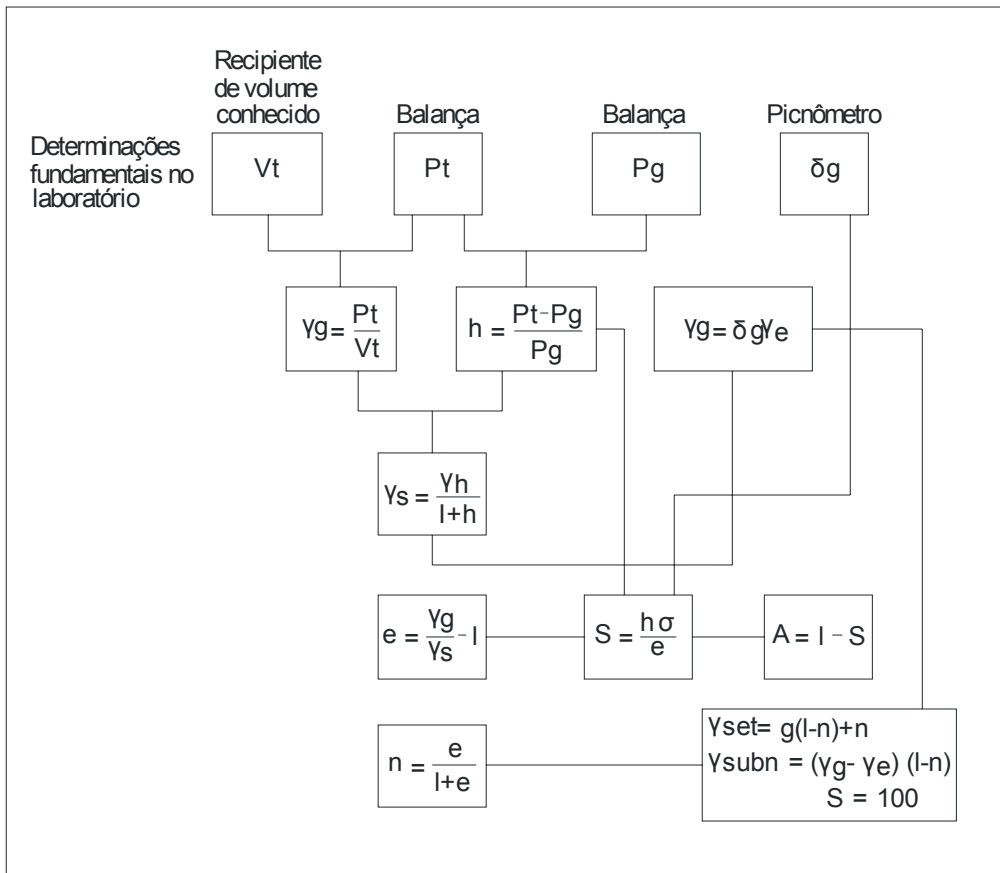 Recipiente
de volume
conhecido
Balança
Balança
Picnômetro
Determinações
fundamentais no
laboratório
Vt
Pt
Pg
δg
γg = Pt/Vt
h = Pt-Pg/Pg
γg = δgγe
γs = γh/l+h
e = γg/γs - l
S = hσ/e
A = l - S
n = e/l+e
γset= g(l-n)+n
γsubn = (γg- γe) (l-n)
S = 100